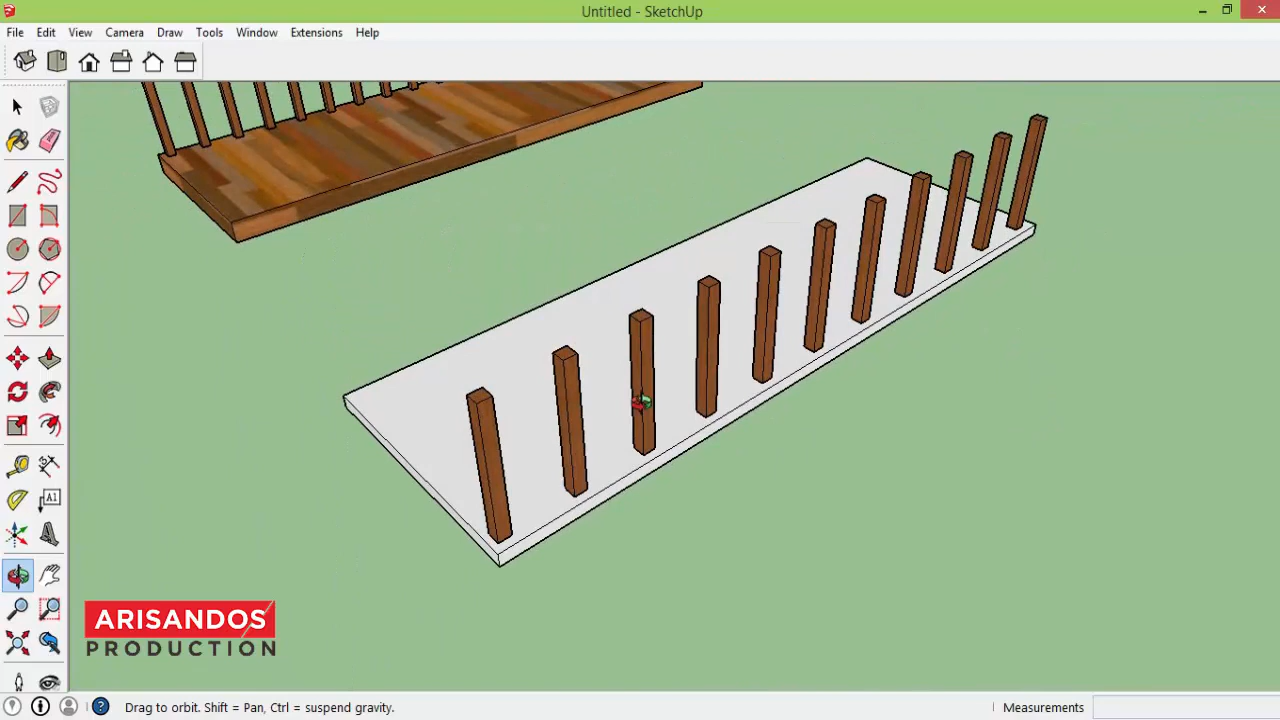 Untitled - SketchUp
File Edit View Camera Draw Tools Window Extensions Help
A1
ARISANDOS
PRODUCTION
Drag to orbit. Shift = Pan, Ctrl = suspend gravity.
Measurements